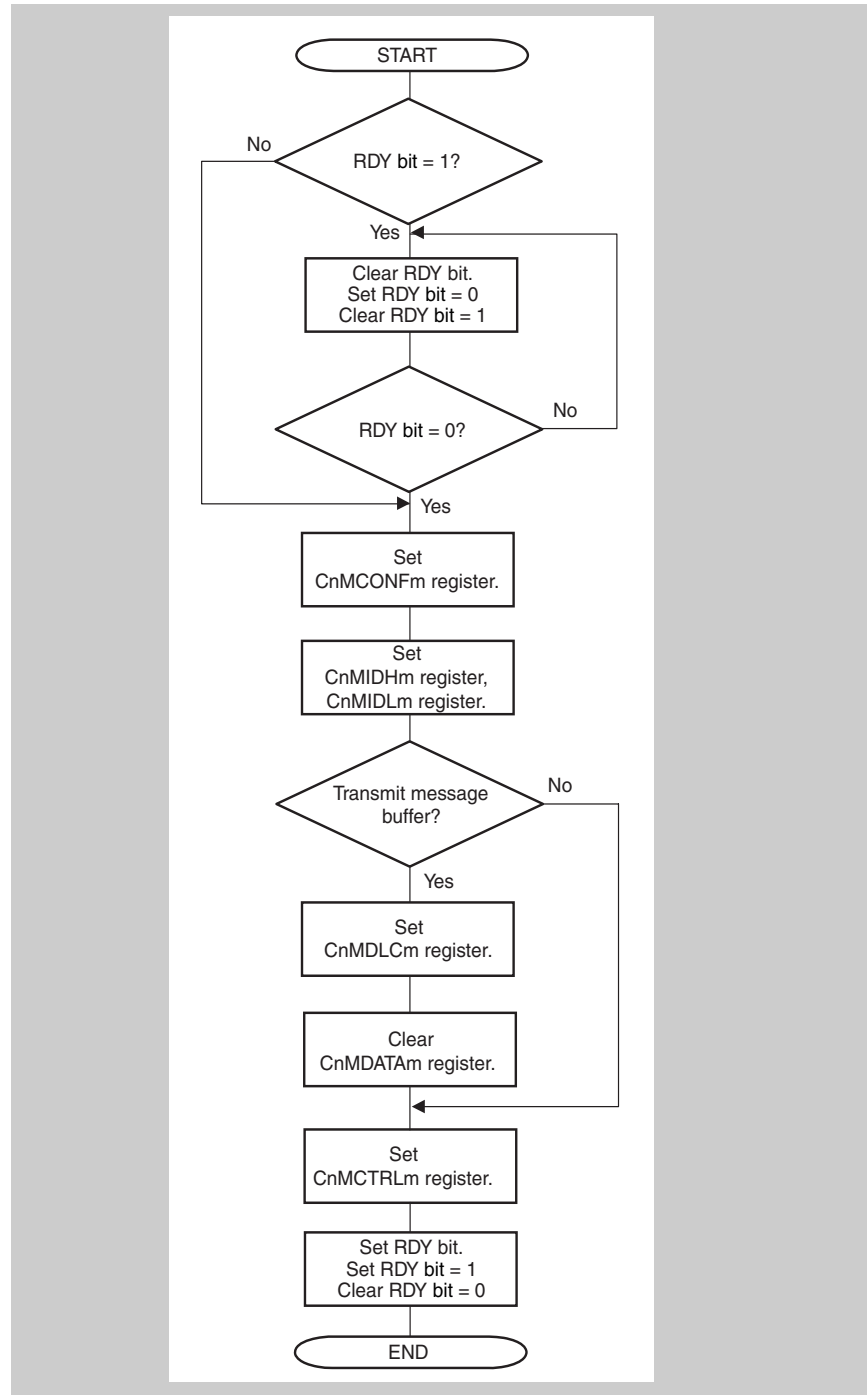 START
No
RDY bit = 1?
Yes
Clear RDY bit.
Set RDY bit = 0
Clear RDY bit = 1
No
RDY bit = 0?
Yes
Set
CnMCONFm register.
Set
CnMIDHm register,
CnMIDLm register.
No
Transmit message
buffer?
Yes
Set
CnMDLCm register.
Clear
CnMDATAm register.
Set
CnMCTRLm register.
Set RDY bit.
Set RDY bit = 1
Clear RDY bit = 0
END